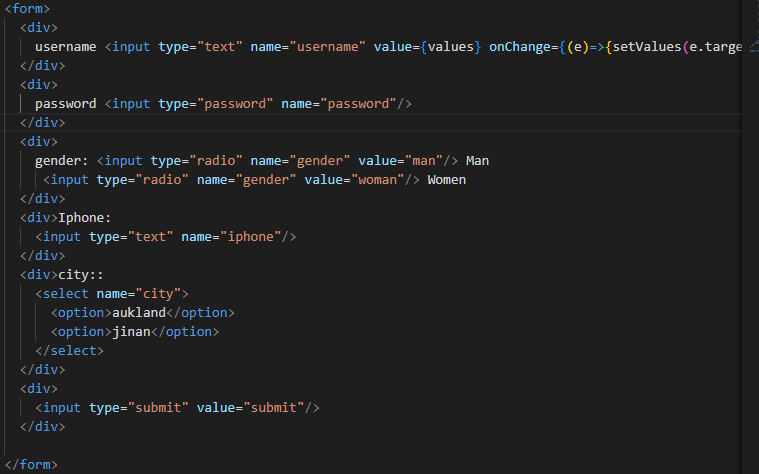 <form>
<div>
username <input type="text" name="username" value={values} onChange={(e)=>{setValues(e.targe
</div>
<div>
password <input type="password" name="password"/>
</div>
<div>
gender: <input type="radio" name="gender" value="man"/> Man
<input type="radio" name="gender" value="woman"/> Women
</div>
<div>Iphone:
<input type="text" name="iphone"/>
</div>
<div>city::
<select name="city">
<option>aukland</option>
<option>jinan</option>
</select>
</div>
<div>
<input type="submit" value="submit"/>
</div>
</form>